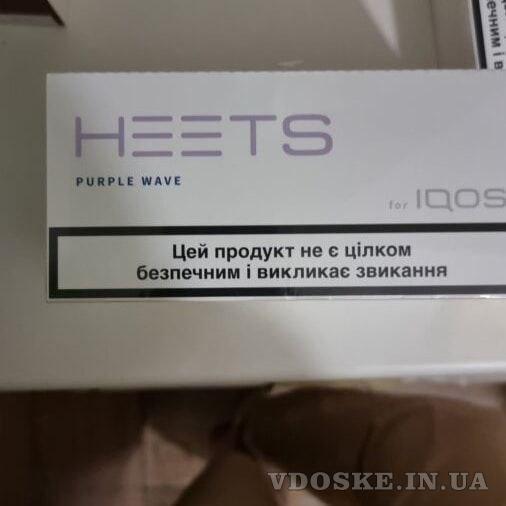 HEETS
PURPLE WAVE
for IQOS
Цей продукт не є цілком
безпечним і викликає звикання
VDOSKE.IN.UA